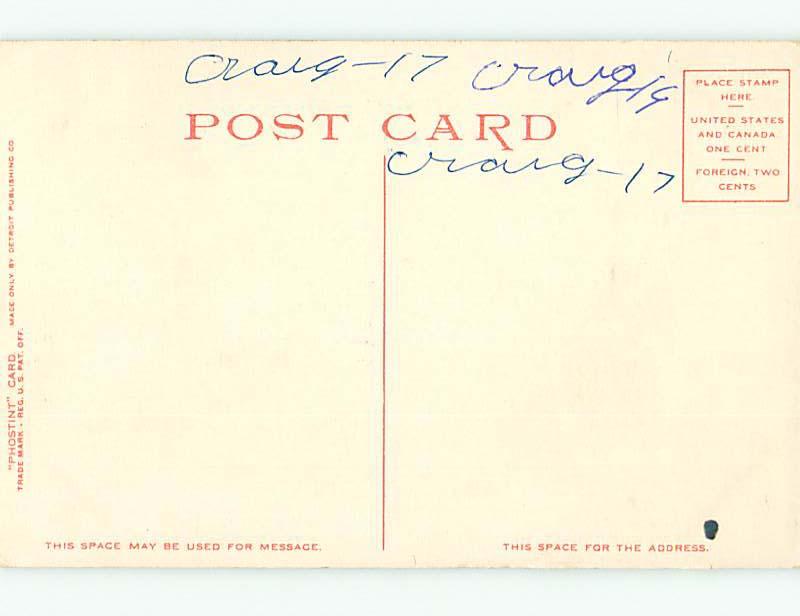 Craig-17 Craig
POST CARD
Craig-17
PLACE STAMP
HERE
UNITED STATES
AND CANADA
ONE CENT
FOREIGN, TWO
CENTS
"PHOSTINT" CARD. MADE ONLY BY DETROIT PUBLISHING CO.
TRADE MARK - REG. U. S. PAT. OFF.
THIS SPACE MAY BE USED FOR MESSAGE.
THIS SPACE FOR THE ADDRESS.